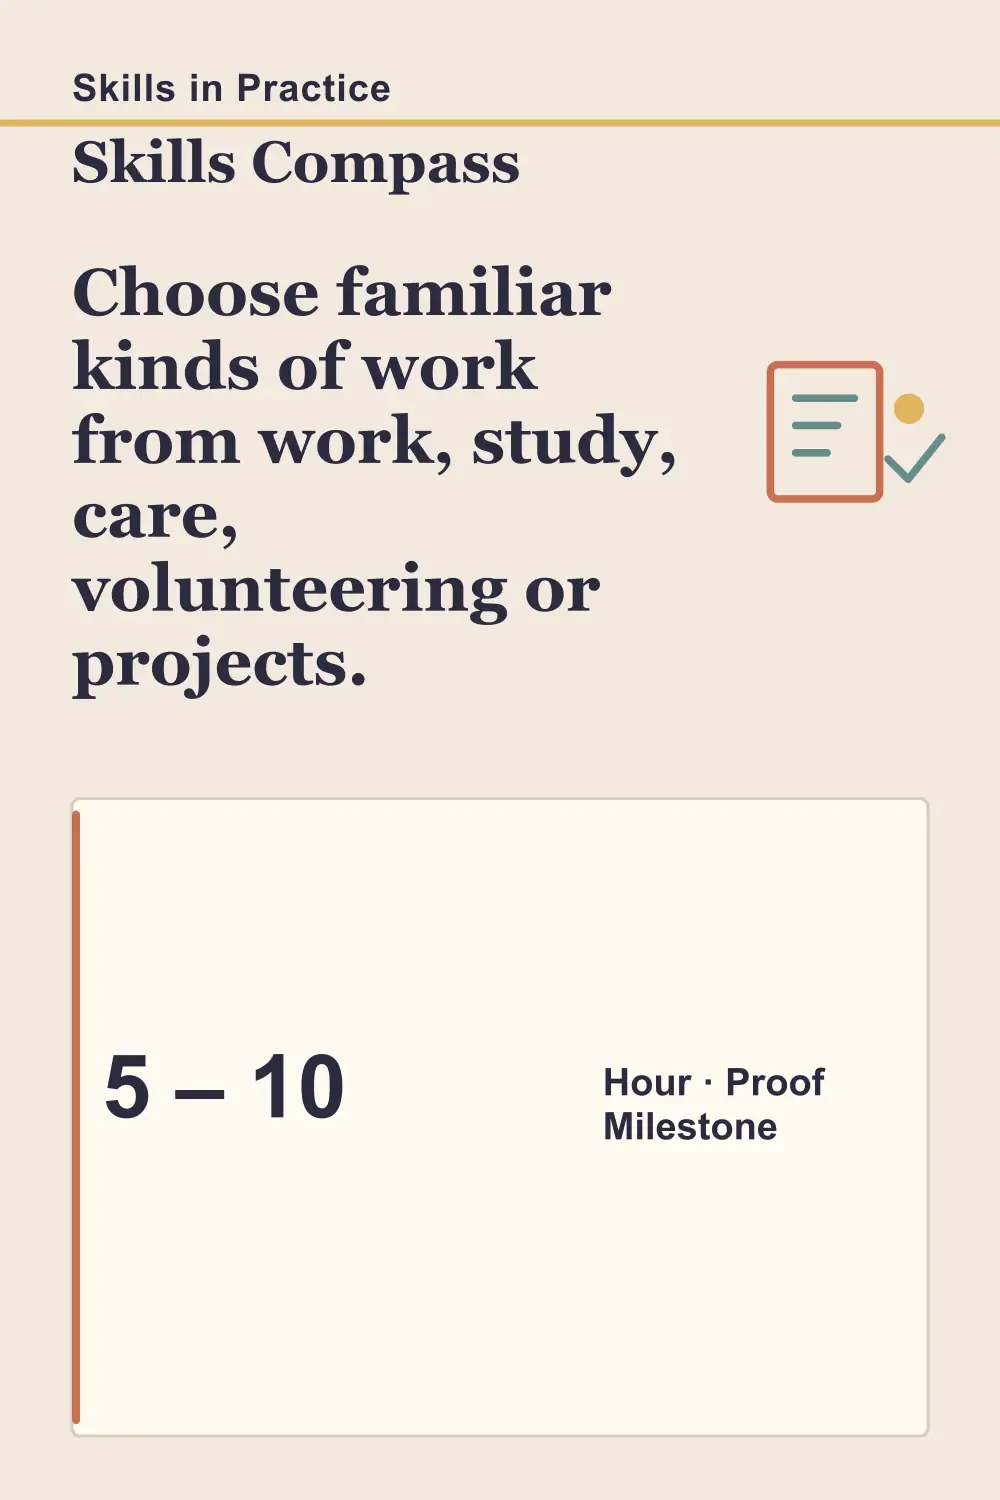 Skills in Practice
Skills Compass
Choose familiar
kinds of work
from work, study,
care,
volunteering or
projects.
5 – 10
Hour · Proof
Milestone